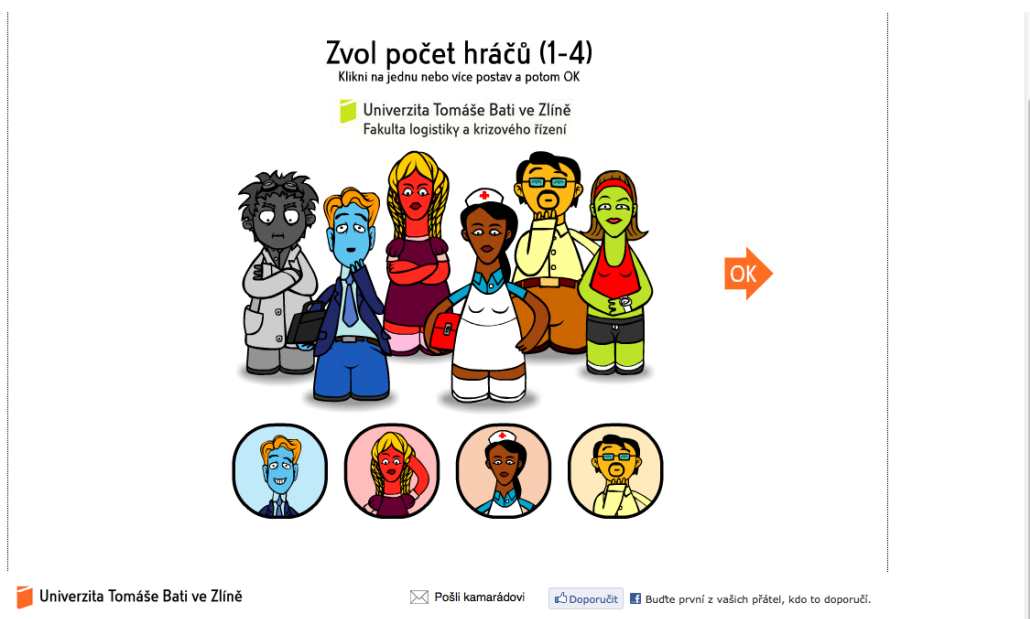 Zvol počet hráčů (1-4)
Klikni na jednu nebo více postav a potom OK
Univerzita Tomáše Bati ve Zlíně
Fakulta logistiky a krizového řízení
OK
Univerzita Tomáše Bati ve Zlíně
Pošli kamarádovi
Doporučit
Buďte první z vašich přátel, kdo to doporučí.